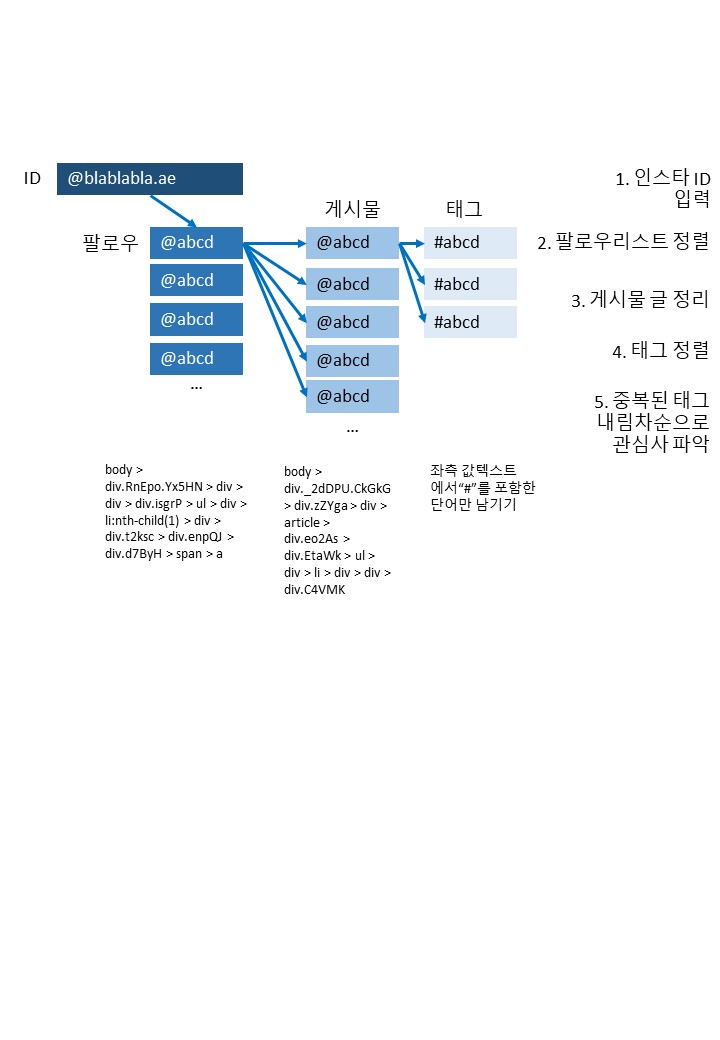 ID
@blablabla.ae
팔로우
@abcd
@abcd
@abcd
@abcd
...
게시물
@abcd
@abcd
@abcd
@abcd
@abcd
...
태그
#abcd
#abcd
#abcd
1. 인스타 ID
입력
2. 팔로우리스트 정렬
3. 게시물 글 정리
4. 태그 정렬
5. 중복된 태그
내림차순으로
관심사 파악
body >
div.RnEpo.Yx5HN > div >
div > div.isgrP > ul > div >
li:nth-child(1) > div >
div.t2ksc > div.enpQJ >
div.d7ByH > span > a
body >
div._2dDPU.CkGkG
> div.zZYga > div >
article >
div.eo2As >
div.EtaWk > ul >
div > li > div > div >
div.C4VMK
좌측 값텍스트
에서“#”를 포함한
단어만 남기기